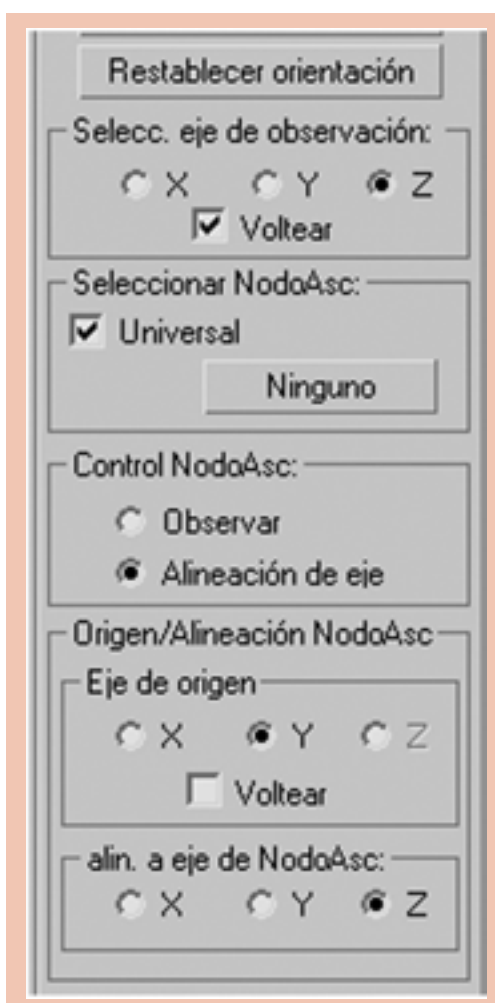 Restablecer orientación
Selecc. eje de observación:
X Y Z
Voltear
Seleccionar NodoAsc:
Universal
Ninguno
Control NodoAsc:
Observar
Alineación de eje
Origen/Alineación NodoAsc
Eje de origen
X Y Z
Voltear
alin. a eje de NodoAsc:
X Y Z